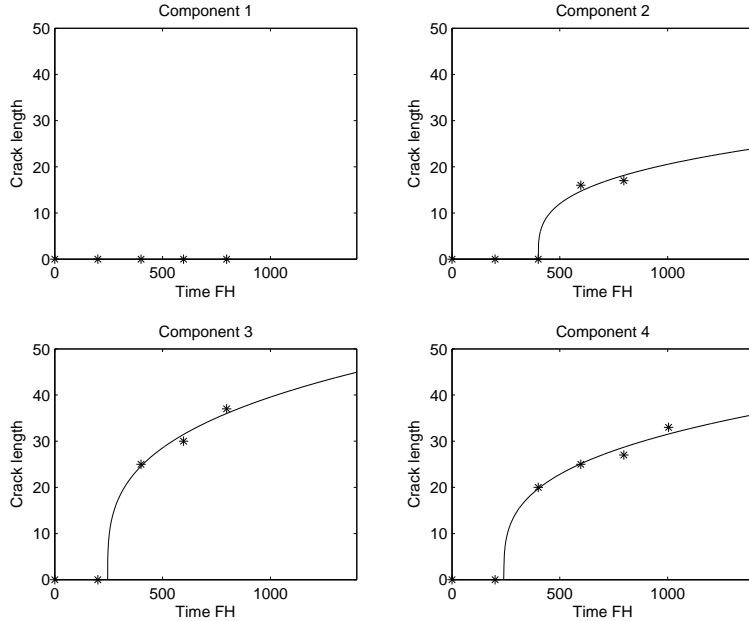 Component 1
50
40
30
20
10
0
Crack length
0 500 1000
Time FH
Component 2
50
40
30
20
10
0
Crack length
0 500 1000
Time FH
Component 3
50
40
30
20
10
0
Crack length
0 500 1000
Time FH
Component 4
50
40
30
20
10
0
Crack length
0 500 1000
Time FH